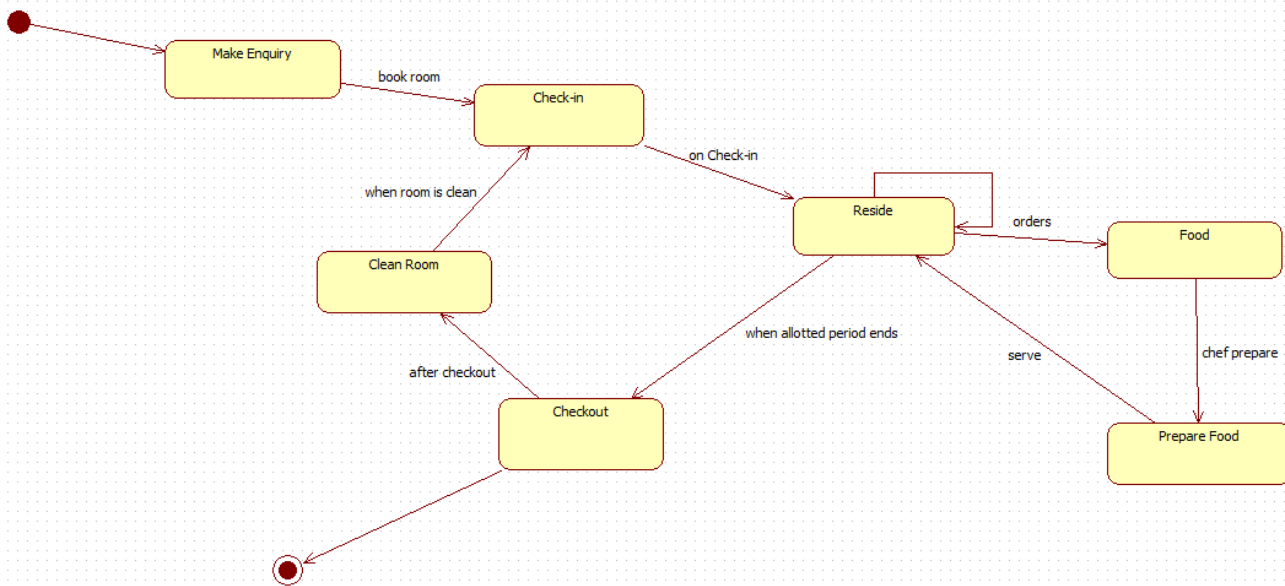 Make Enquiry
book room
Check-in
on Check-in
when room is clean
Reside
orders
Food
Clean Room
when allotted period ends
serve
chef prepare
after checkout
Checkout
Prepare Food